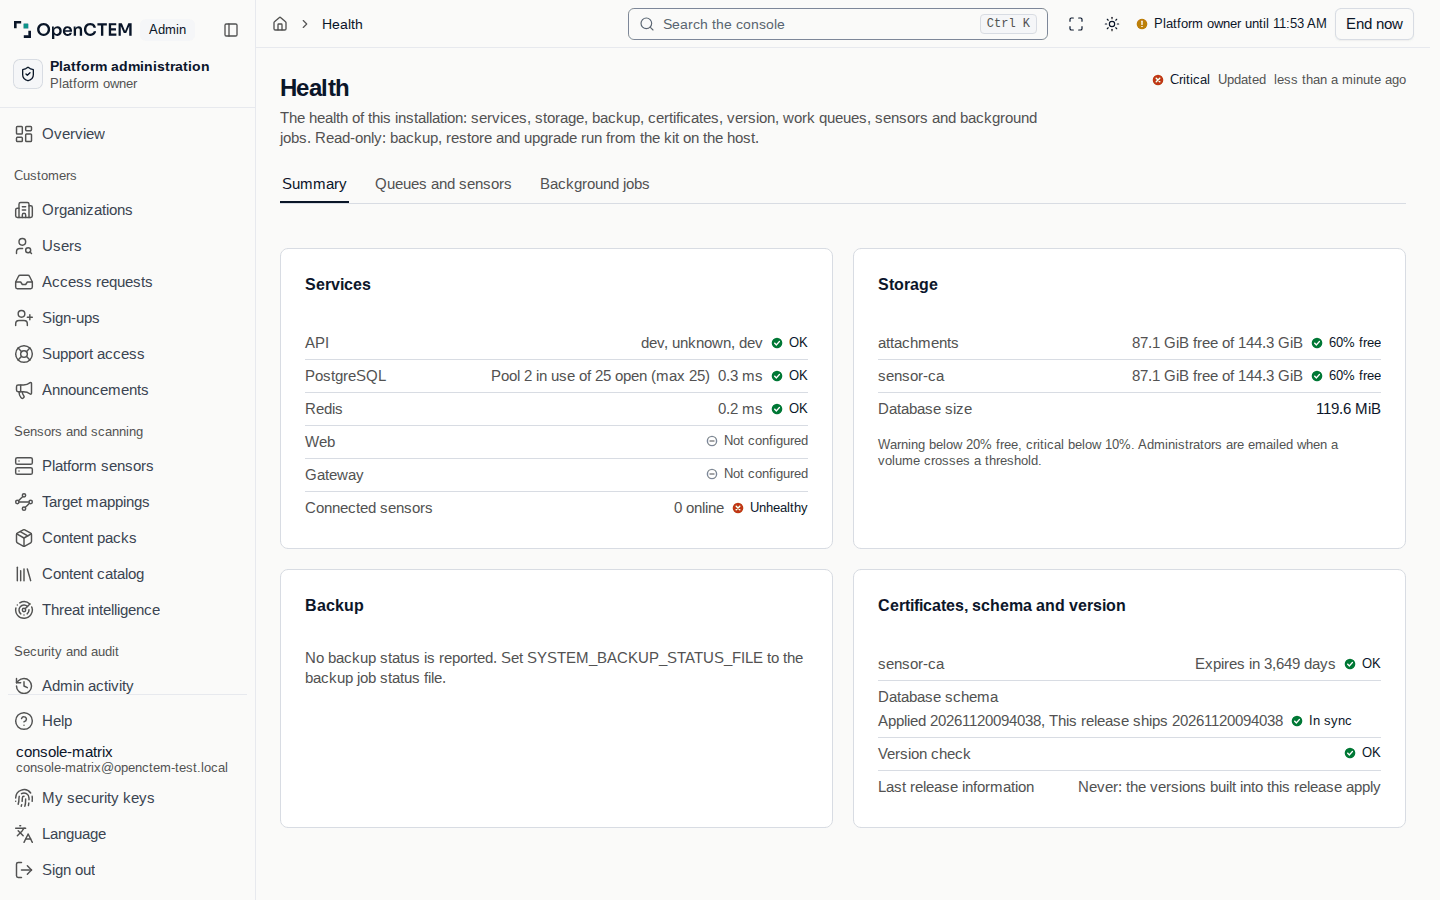 OpenCTEM Admin
Platform administration
Platform owner
Overview
Customers
Organizations
Users
Access requests
Sign-ups
Support access
Announcements
Sensors and scanning
Platform sensors
Target mappings
Content packs
Content catalog
Threat intelligence
Security and audit
Admin activity
Help
console-matrix
console-matrix@openctem-test.local
My security keys
Language
Sign out
Health
Search the console
Ctrl K
Platform owner until 11:53 AM
End now
Health
Critical Updated less than a minute ago
The health of this installation: services, storage, backup, certificates, version, work queues, sensors and background
jobs. Read-only: backup, restore and upgrade run from the kit on the host.
Summary
Queues and sensors
Background jobs
Services
API dev, unknown, dev OK
PostgreSQL Pool 2 in use of 25 open (max 25) 0.3 ms OK
Redis 0.2 ms OK
Web Not configured
Gateway Not configured
Connected sensors 0 online Unhealthy
Storage
attachments 87.1 GiB free of 144.3 GiB 60% free
sensor-ca 87.1 GiB free of 144.3 GiB 60% free
Database size 119.6 MiB
Warning below 20% free, critical below 10%. Administrators are emailed when a
volume crosses a threshold.
Backup
No backup status is reported. Set SYSTEM_BACKUP_STATUS_FILE to the
backup job status file.
Certificates, schema and version
sensor-ca Expires in 3,649 days OK
Database schema
Applied 20261120094038, This release ships 20261120094038 In sync
Version check OK
Last release information Never: the versions built into this release apply